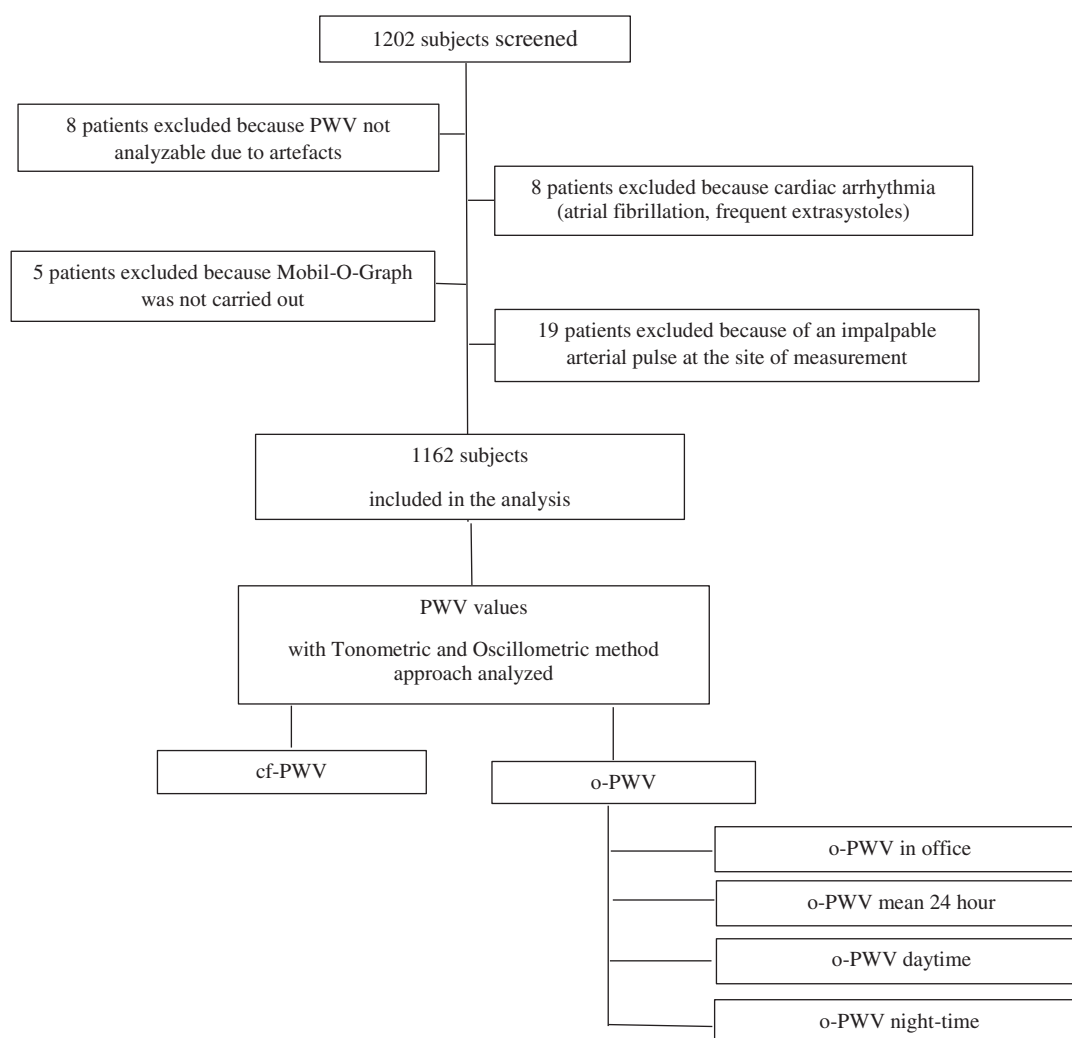 1202 subjects screened
8 patients excluded because PWV not
analyzable due to artefacts
8 patients excluded because cardiac arrhythmia
(atrial fibrillation, frequent extrasystoles)
5 patients excluded because Mobil-O-Graph
was not carried out
19 patients excluded because of an impalpable
arterial pulse at the site of measurement
1162 subjects
included in the analysis
PWV values
with Tonometric and Oscillometric method
approach analyzed
cf-PWV
o-PWV
o-PWV in office
o-PWV mean 24 hour
o-PWV daytime
o-PWV night-time